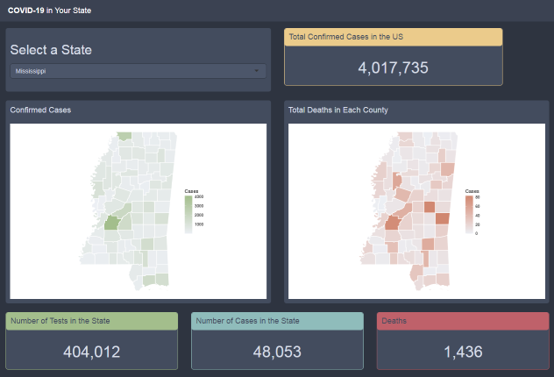 COVID-19 in Your State
Select a State
Mississippi
Total Confirmed Cases in the US
4,017,735
Confirmed Cases
Cases
4000
3000
2000
1000
Total Deaths in Each County
Cases
80
60
40
20
0
Number of Tests in the State
404,012
Number of Cases in the State
48,053
Deaths
1,436